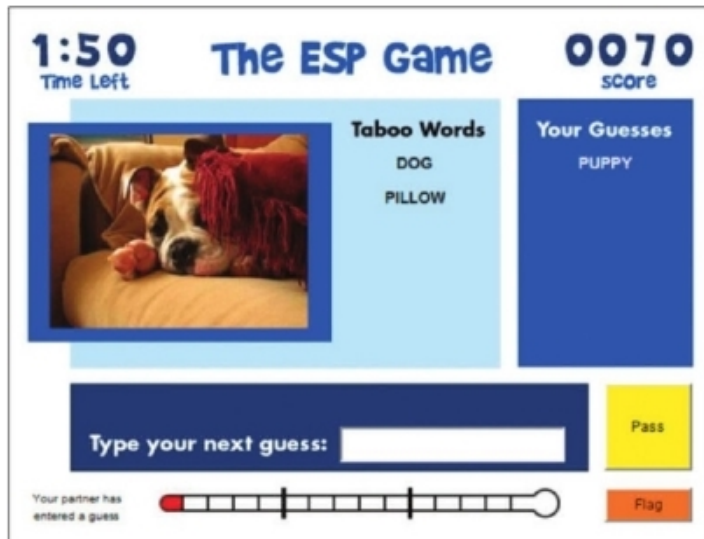 1:50
Time Left
The ESP Game
0070
score
Taboo Words
DOG
PILLOW
Your Guesses
PUPPY
Type your next guess:
Pass
Your partner has
entered a guess
Flag